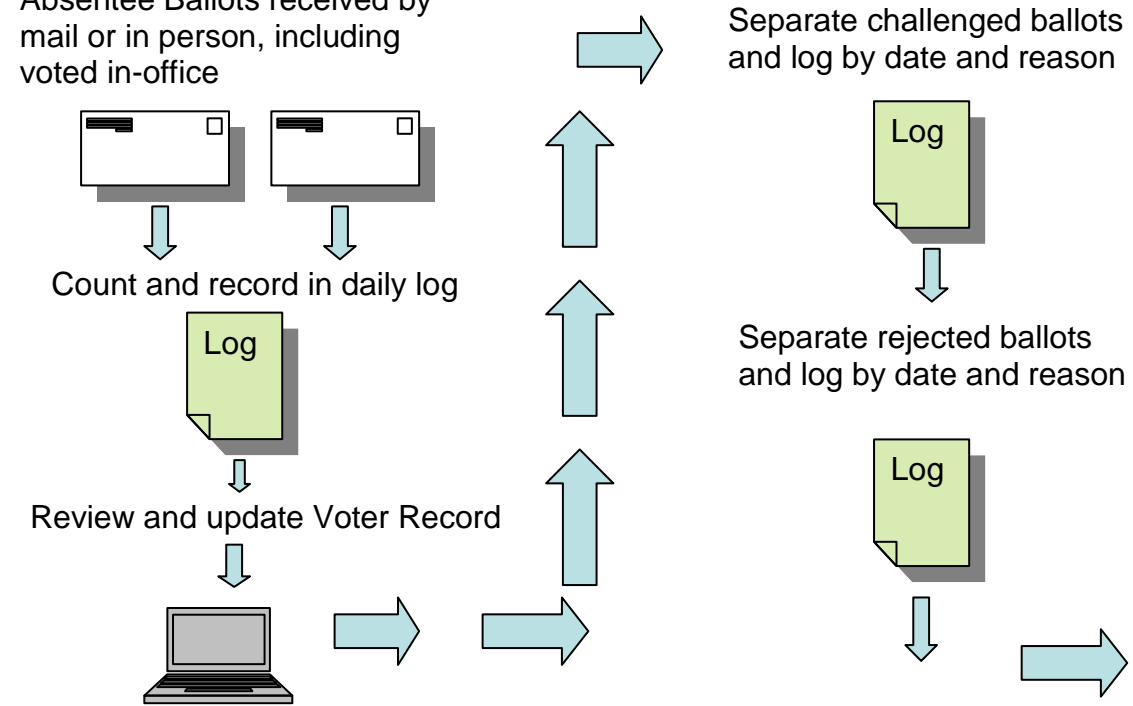 Absentee Ballots received by
mail or in person, including
voted in-office
Count and record in daily log
Log
Review and update Voter Record
Separate challenged ballots
and log by date and reason
Log
Separate rejected ballots
and log by date and reason
Log